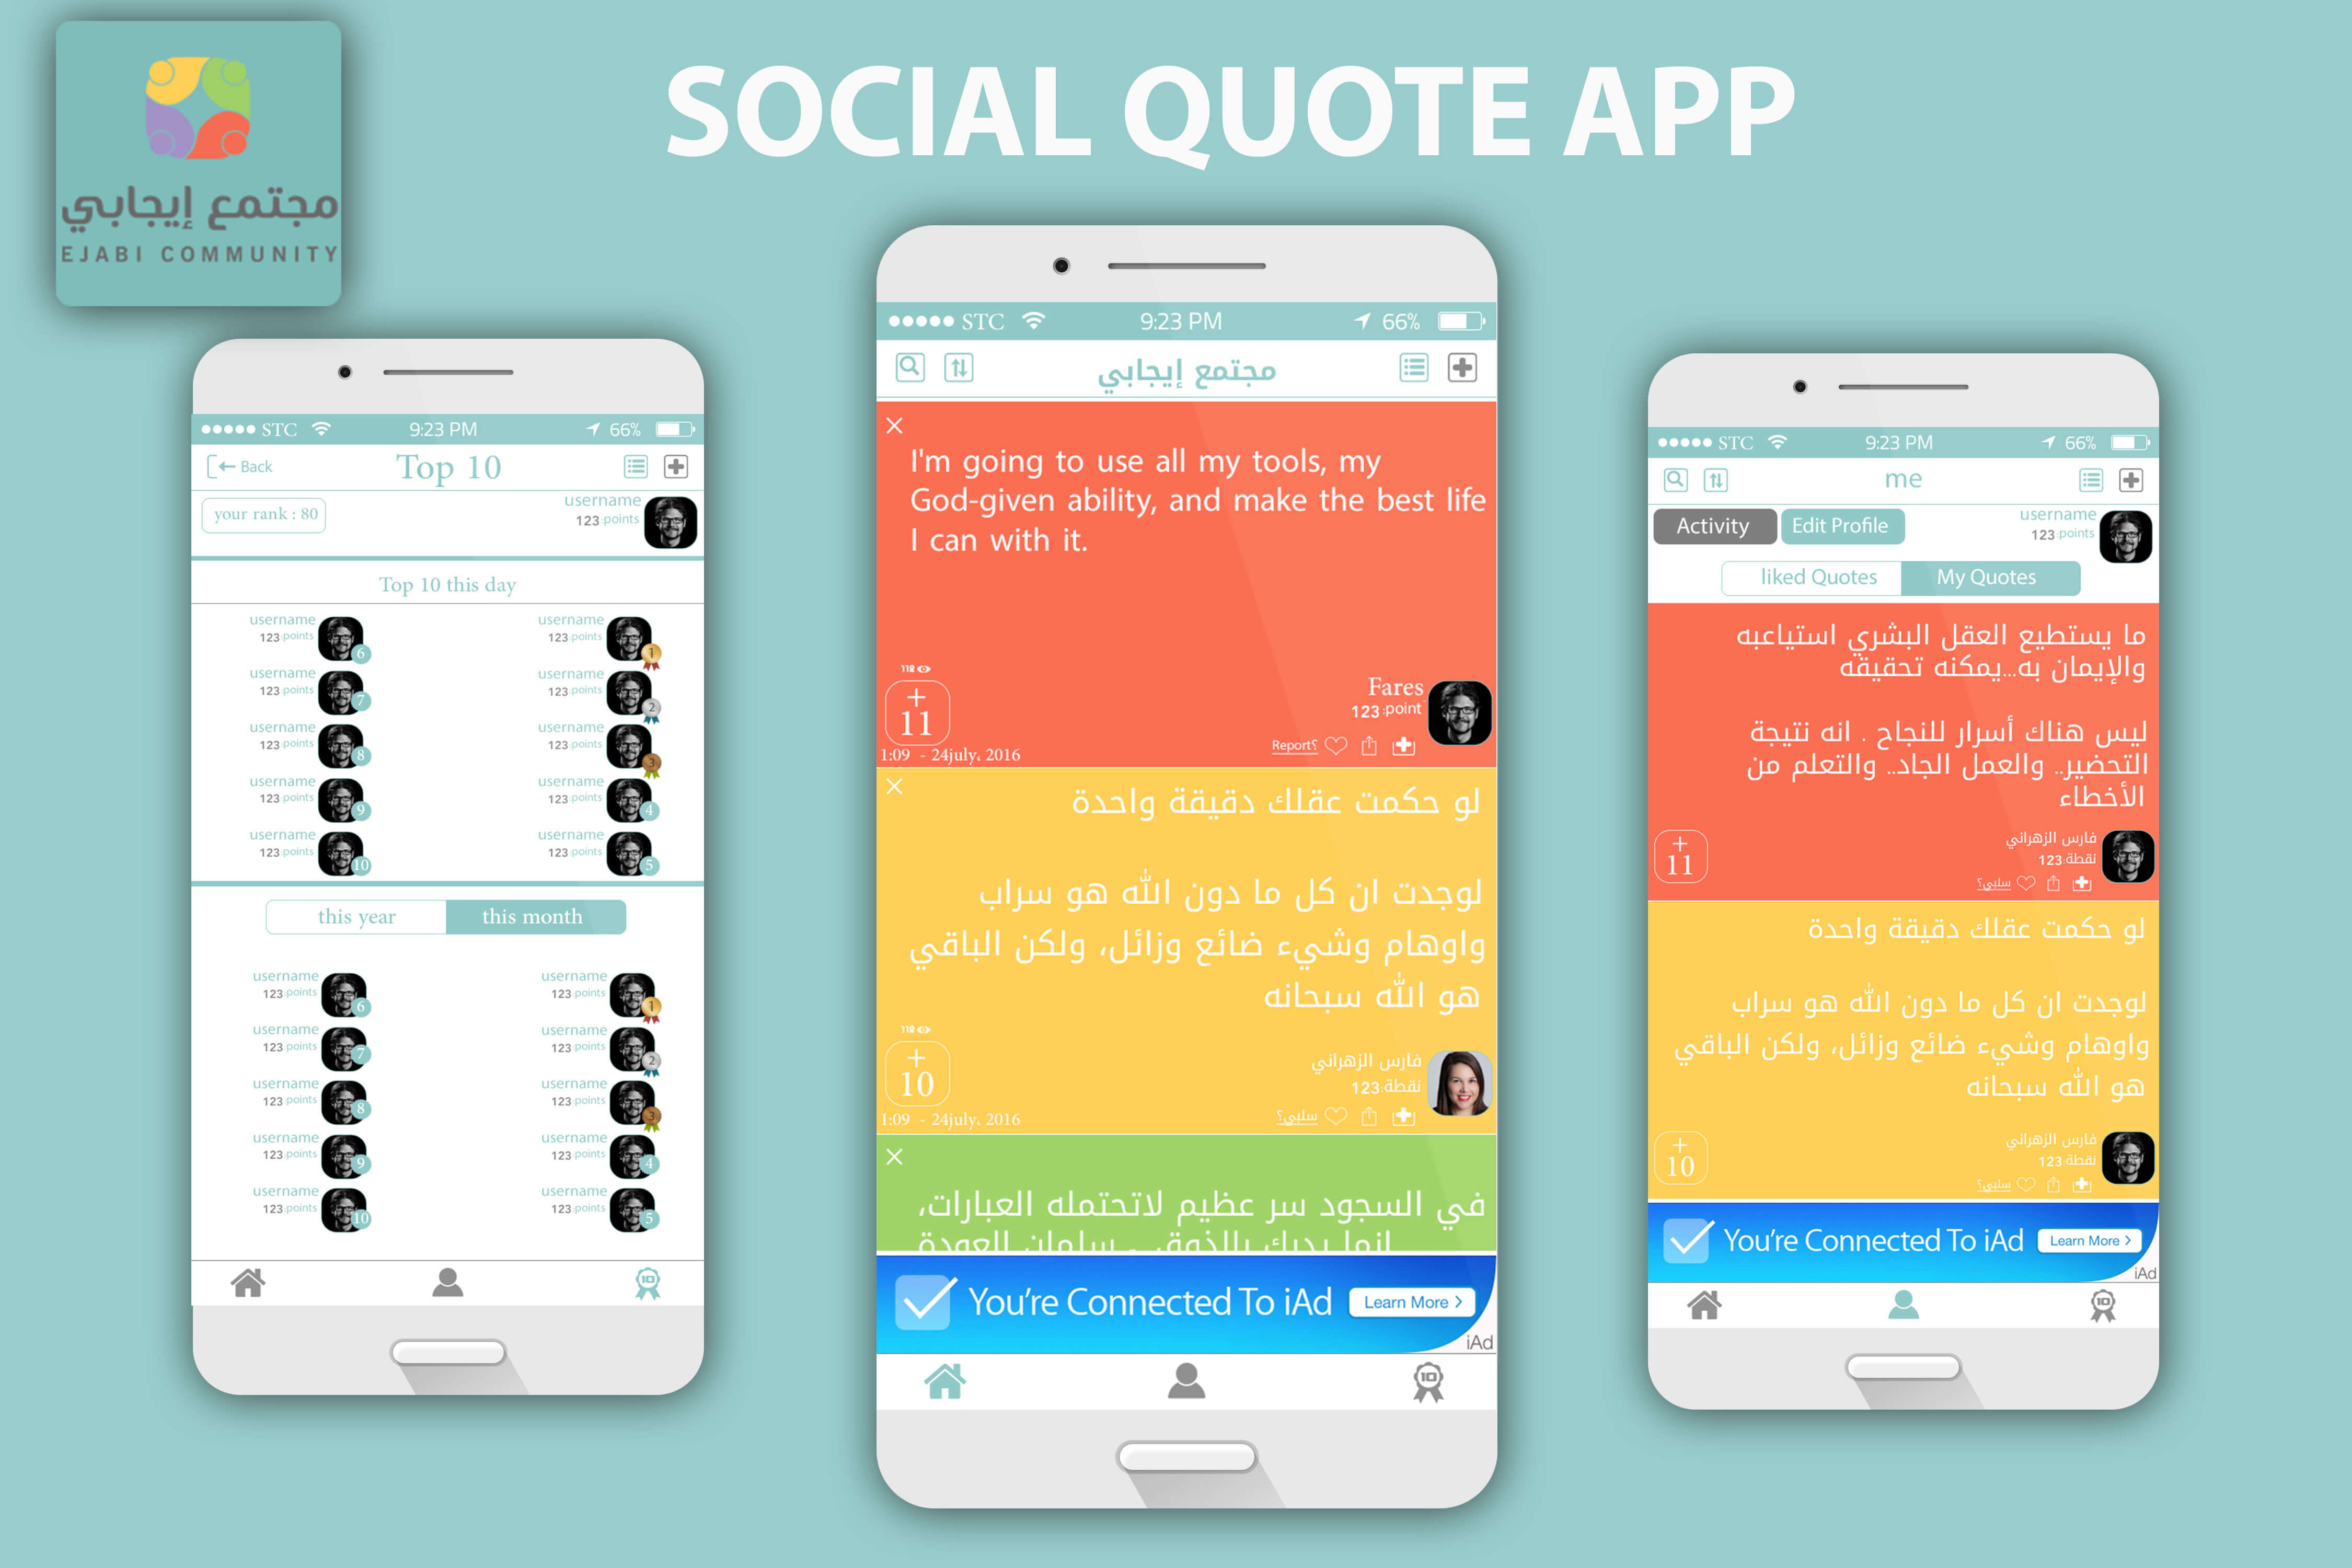 مجتمع إيجابي
EJABI COMMUNITY
SOCIAL QUOTE APP
STC 9:23 PM 66%
Back Top 10
your rank : 80
username
123 points
Top 10 this day
username
123 points
6
username
123 points
1
username
123 points
7
username
123 points
2
username
123 points
8
username
123 points
3
username
123 points
9
username
123 points
4
username
123 points
10
username
123 points
5
this year this month
username
123 points
6
username
123 points
1
username
123 points
7
username
123 points
2
username
123 points
8
username
123 points
3
username
123 points
9
username
123 points
4
username
123 points
10
username
123 points
5
10
STC 9:23 PM 66%
مجتمع إيجابي
I'm going to use all my tools, my
God-given ability, and make the best life
I can with it.
112
+
11
1:09 - 24july، 2016
Fares
123:point
Report؟
لو حكمت عقلك دقيقة واحدة
لوجدت ان كل ما دون الله هو سراب
واوهام وشيء ضائع وزائل، ولكن الباقي
هو الله سبحانه
112
+
10
1:09 - 24july، 2016
فارس الزهراني
نقطة:123
سلبي؟
في السجود سر عظيم لاتحتمله العبارات،
You're Connected To iAd Learn More >
iAd
10
STC 9:23 PM 66%
me
Activity Edit Profile
username
123 points
liked Quotes My Quotes
ما يستطيع العقل البشري استياعبه
والإيمان به...يمكنه تحقيقه
ليس هناك أسرار للنجاح . انه نتيجة
التحضير.. والعمل الجاد.. والتعلم من
الأخطاء
+
11
فارس الزهراني
نقطة:123
سلبي؟
لو حكمت عقلك دقيقة واحدة
لوجدت ان كل ما دون الله هو سراب
واوهام وشيء ضائع وزائل، ولكن الباقي
هو الله سبحانه
+
10
فارس الزهراني
نقطة:123
سلبي؟
You're Connected To iAd Learn More >
iAd
10